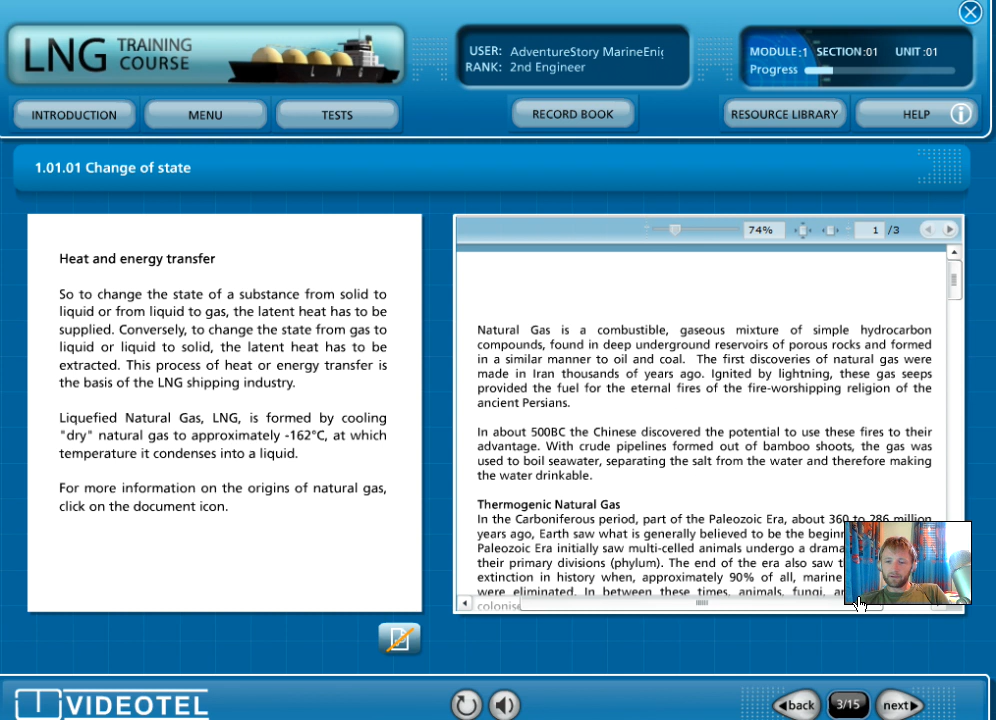 LNG TRAINING COURSE
L N G
USER: AdventureStory MarineEni
RANK: 2nd Engineer
MODULE:1 SECTION:01 UNIT:01
Progress
INTRODUCTION
MENU
TESTS
RECORD BOOK
RESOURCE LIBRARY
HELP
1.01.01 Change of state
Heat and energy transfer
So to change the state of a substance from solid to
liquid or from liquid to gas, the latent heat has to be
supplied. Conversely, to change the state from gas to
liquid or liquid to solid, the latent heat has to be
extracted. This process of heat or energy transfer is
the basis of the LNG shipping industry.
Liquefied Natural Gas, LNG, is formed by cooling
"dry" natural gas to approximately -162°C, at which
temperature it condenses into a liquid.
For more information on the origins of natural gas,
click on the document icon.
74%
1 /3
Natural Gas is a combustible, gaseous mixture of simple hydrocarbon
compounds, found in deep underground reservoirs of porous rocks and formed
in a similar manner to oil and coal. The first discoveries of natural gas were
made in Iran thousands of years ago. Ignited by lightning, these gas seeps
provided the fuel for the eternal fires of the fire-worshipping religion of the
ancient Persians.
In about 500BC the Chinese discovered the potential to use these fires to their
advantage. With crude pipelines formed out of bamboo shoots, the gas was
used to boil seawater, separating the salt from the water and therefore making
the water drinkable.
Thermogenic Natural Gas
In the Carboniferous period, part of the Paleozoic Era, about 360 to 286 million
years ago, Earth saw what is generally believed to be the
Paleozoic Era initially saw multi-celled animals undergo a
their primary divisions (phylum). The end of the era also saw
extinction in history when, approximately 90% of all, marine
were eliminated. In between these times, animals, fungi,
VIDEOTEL
back
3/15
next